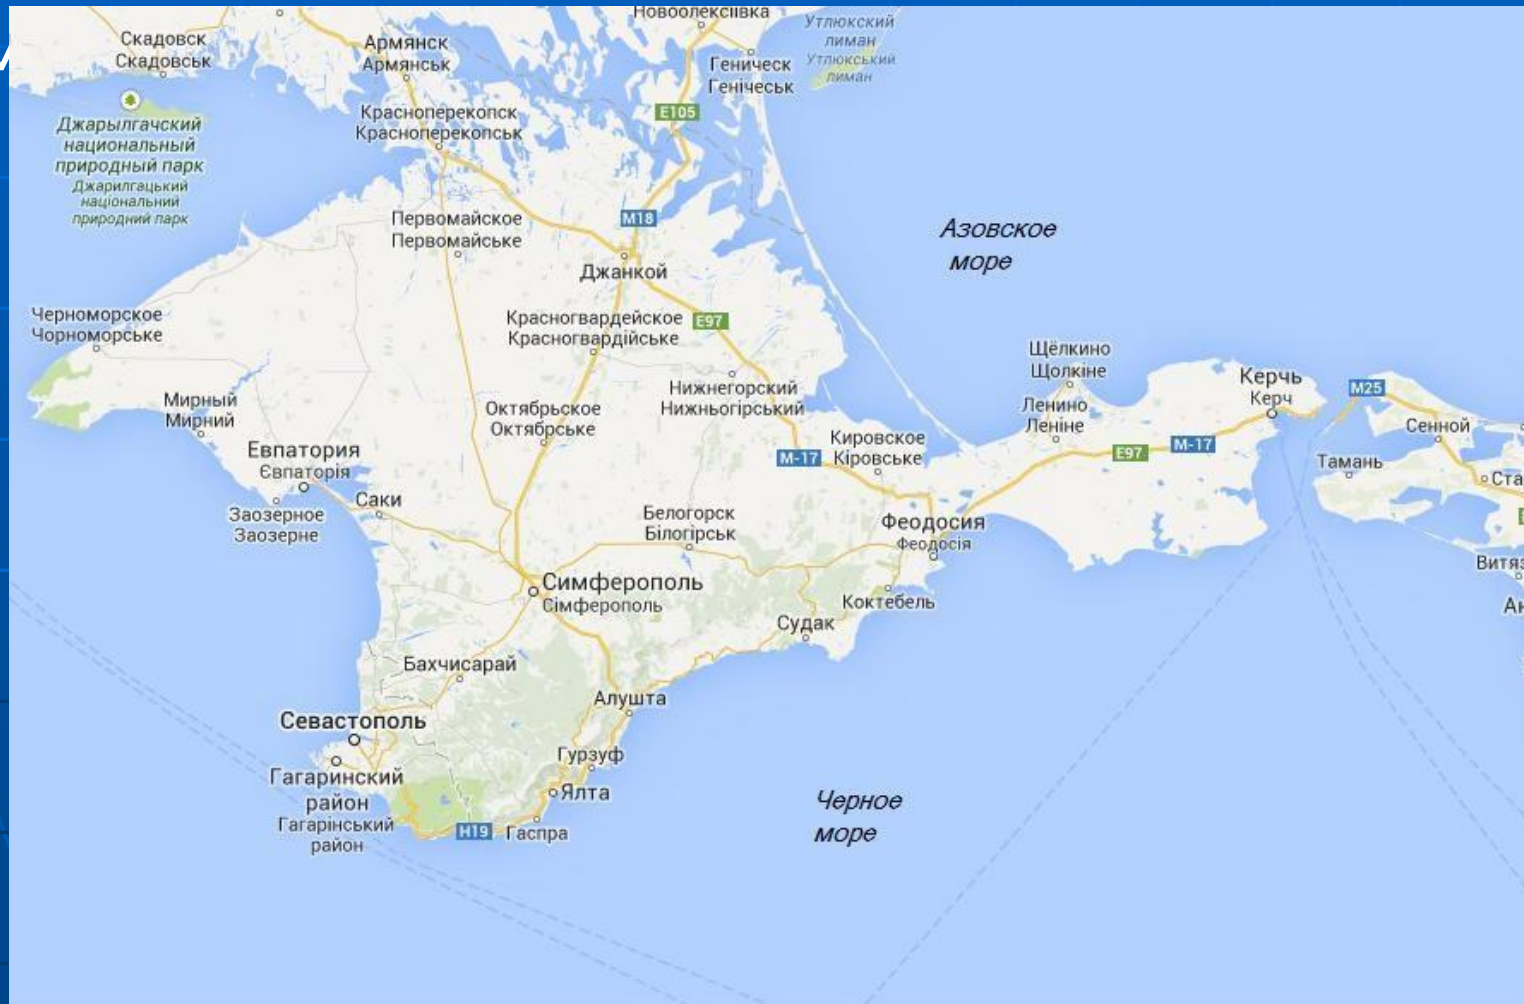 Новоолексіївка
Утлюкский
лиман
Утлюкський
лиман
Скадовск
Скадовськ
Армянск
Армянськ
Геническ
Генічеськ
Красноперекопск
Красноперекопськ
E105
Джарылгачский
национальный
природный парк
Джарилгацький
національний
природний парк
Первомайское
Первомайське
M18
Азовское
море
Джанкой
Черноморское
Чорноморське
Красногвардейское
Красногвардійське
E97
Щёлкино
Щолкіне
Нижнегорский
Нижньогірський
Керчь
Керч
M25
Мирный
Мирний
Октябрьское
Октябрське
Ленино
Леніне
Сенной
Евпатория
Євпаторія
Кировское
Кіровське
M-17
E97
M-17
Тамань
Ста
Саки
Заозерное
Заозерне
Белогорск
Білогірськ
Феодосия
Феодосія
Витяз
Симферополь
Сімферополь
Коктебель
Ан
Судак
Бахчисарай
Алушта
Севастополь
Гурзуф
Гагаринский
район
Гагарінський
район
Ялта
Черное
море
H19
Гаспра